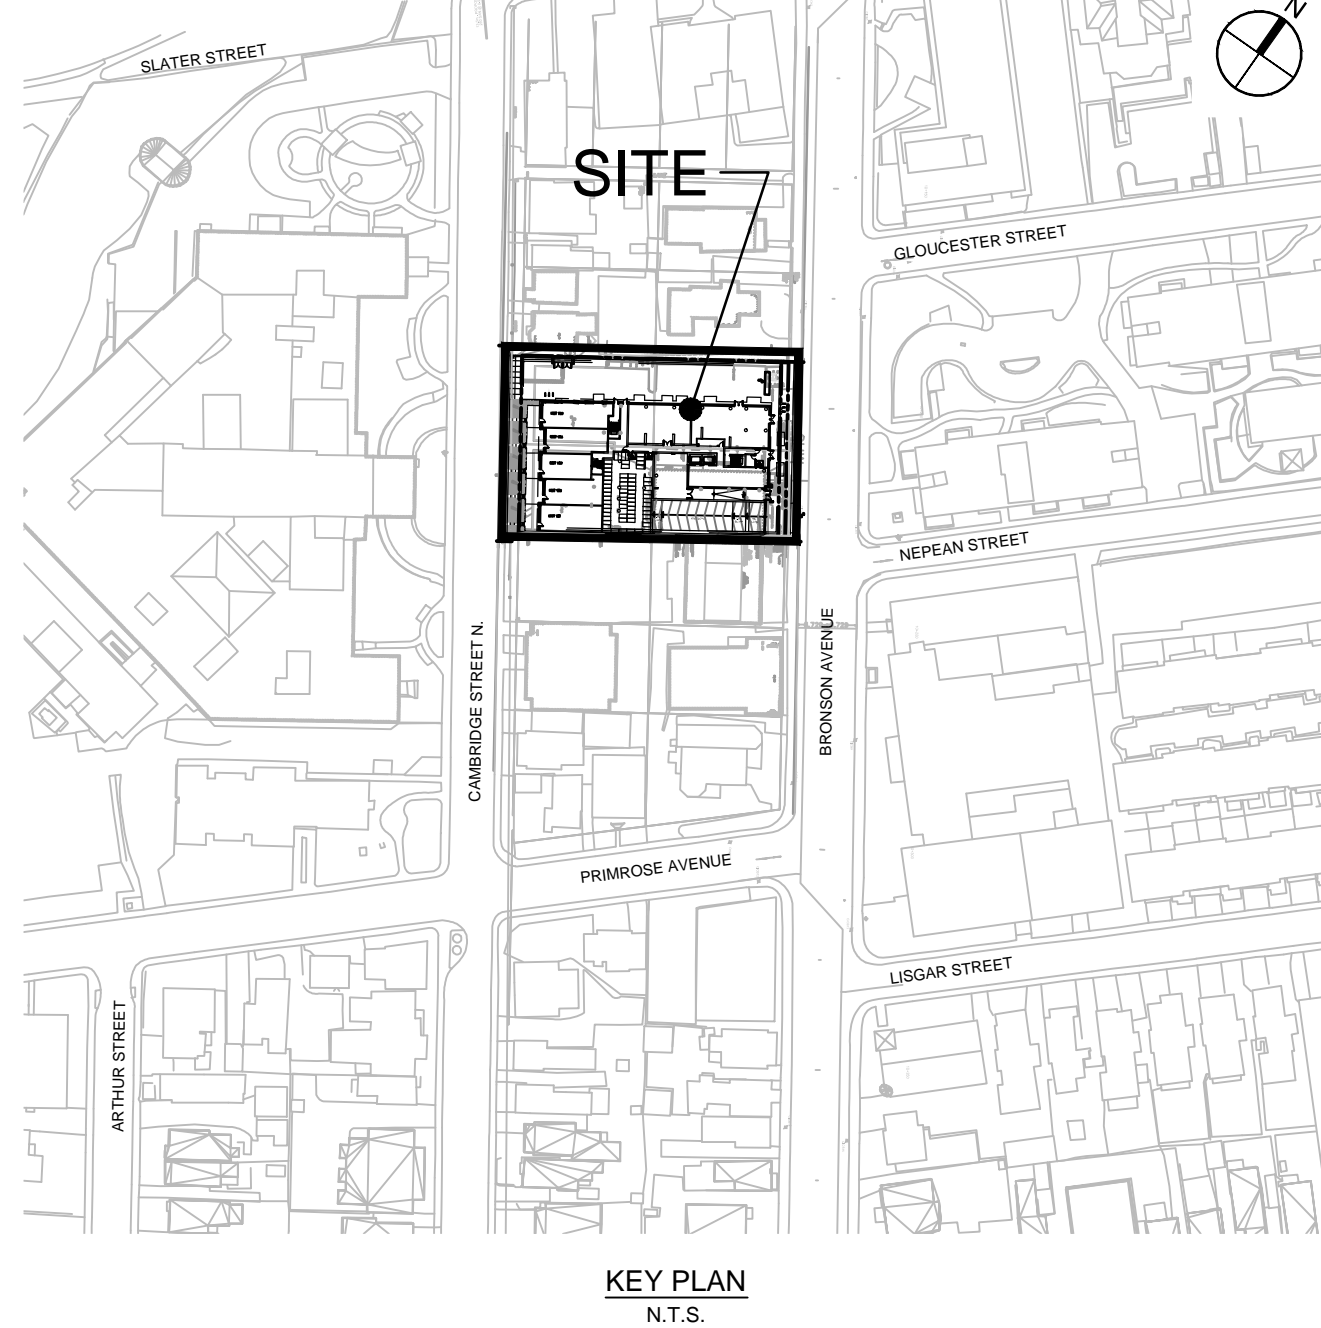 N
SLATER STREET
SITE
GLOUCESTER STREET
NEPEAN STREET
CAMBRIDGE STREET N.
BRONSON AVENUE
PRIMROSE AVENUE
LISGAR STREET
ARTHUR STREET
KEY PLAN
N.T.S.